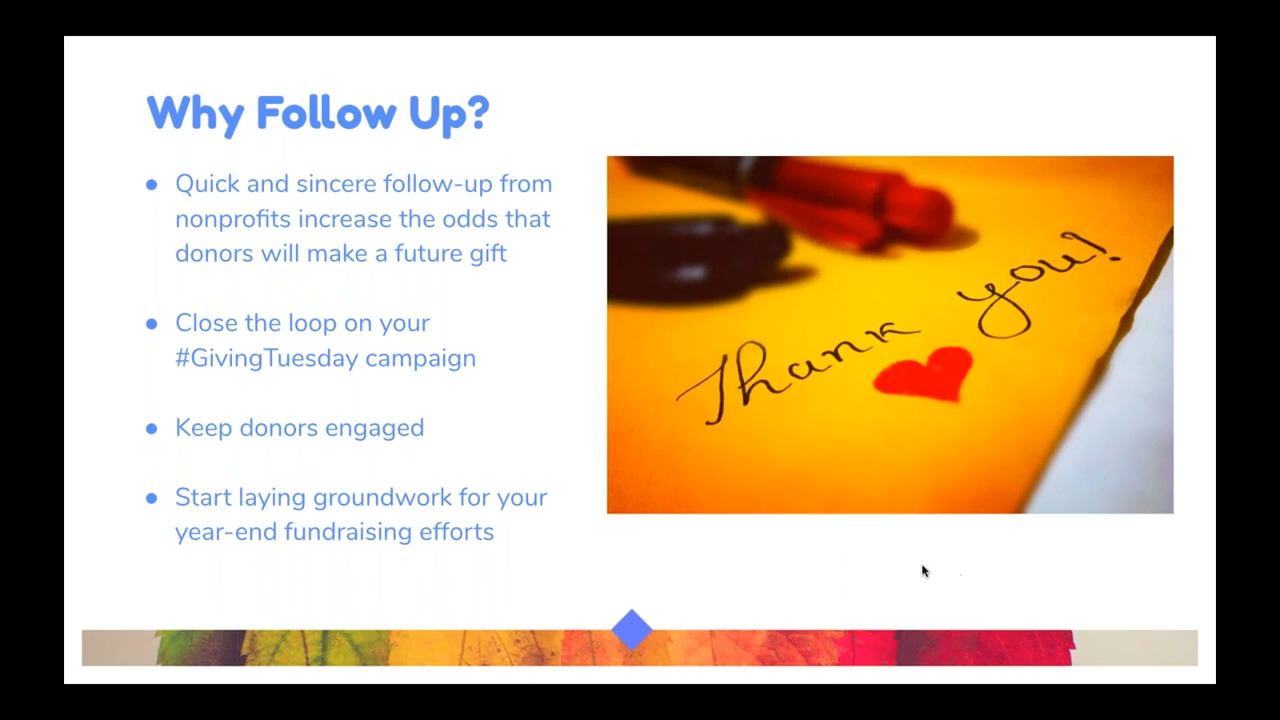 Why Follow Up?
● Quick and sincere follow-up from
nonprofits increase the odds that
donors will make a future gift
● Close the loop on your
#GivingTuesday campaign
● Keep donors engaged
● Start laying groundwork for your
year-end fundraising efforts
Thank you!